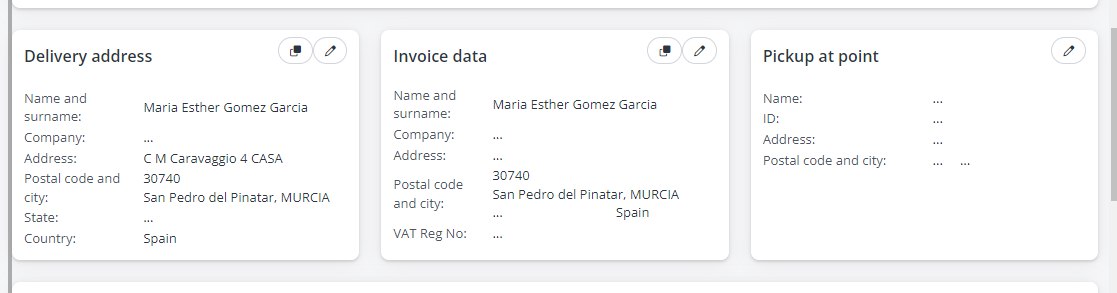 Delivery address
Name and surname: Maria Esther Gomez Garcia
Company: ...
Address: C M Caravaggio 4 CASA
Postal code and city: 30740
San Pedro del Pinatar, MURCIA
State: ...
Country: Spain
Invoice data
Name and surname: Maria Esther Gomez Garcia
Company: ...
Address: ...
Postal code and city: 30740
San Pedro del Pinatar, MURCIA
... Spain
VAT Reg No: ...
Pickup at point
Name: ...
ID: ...
Address: ...
Postal code and city: ... ...